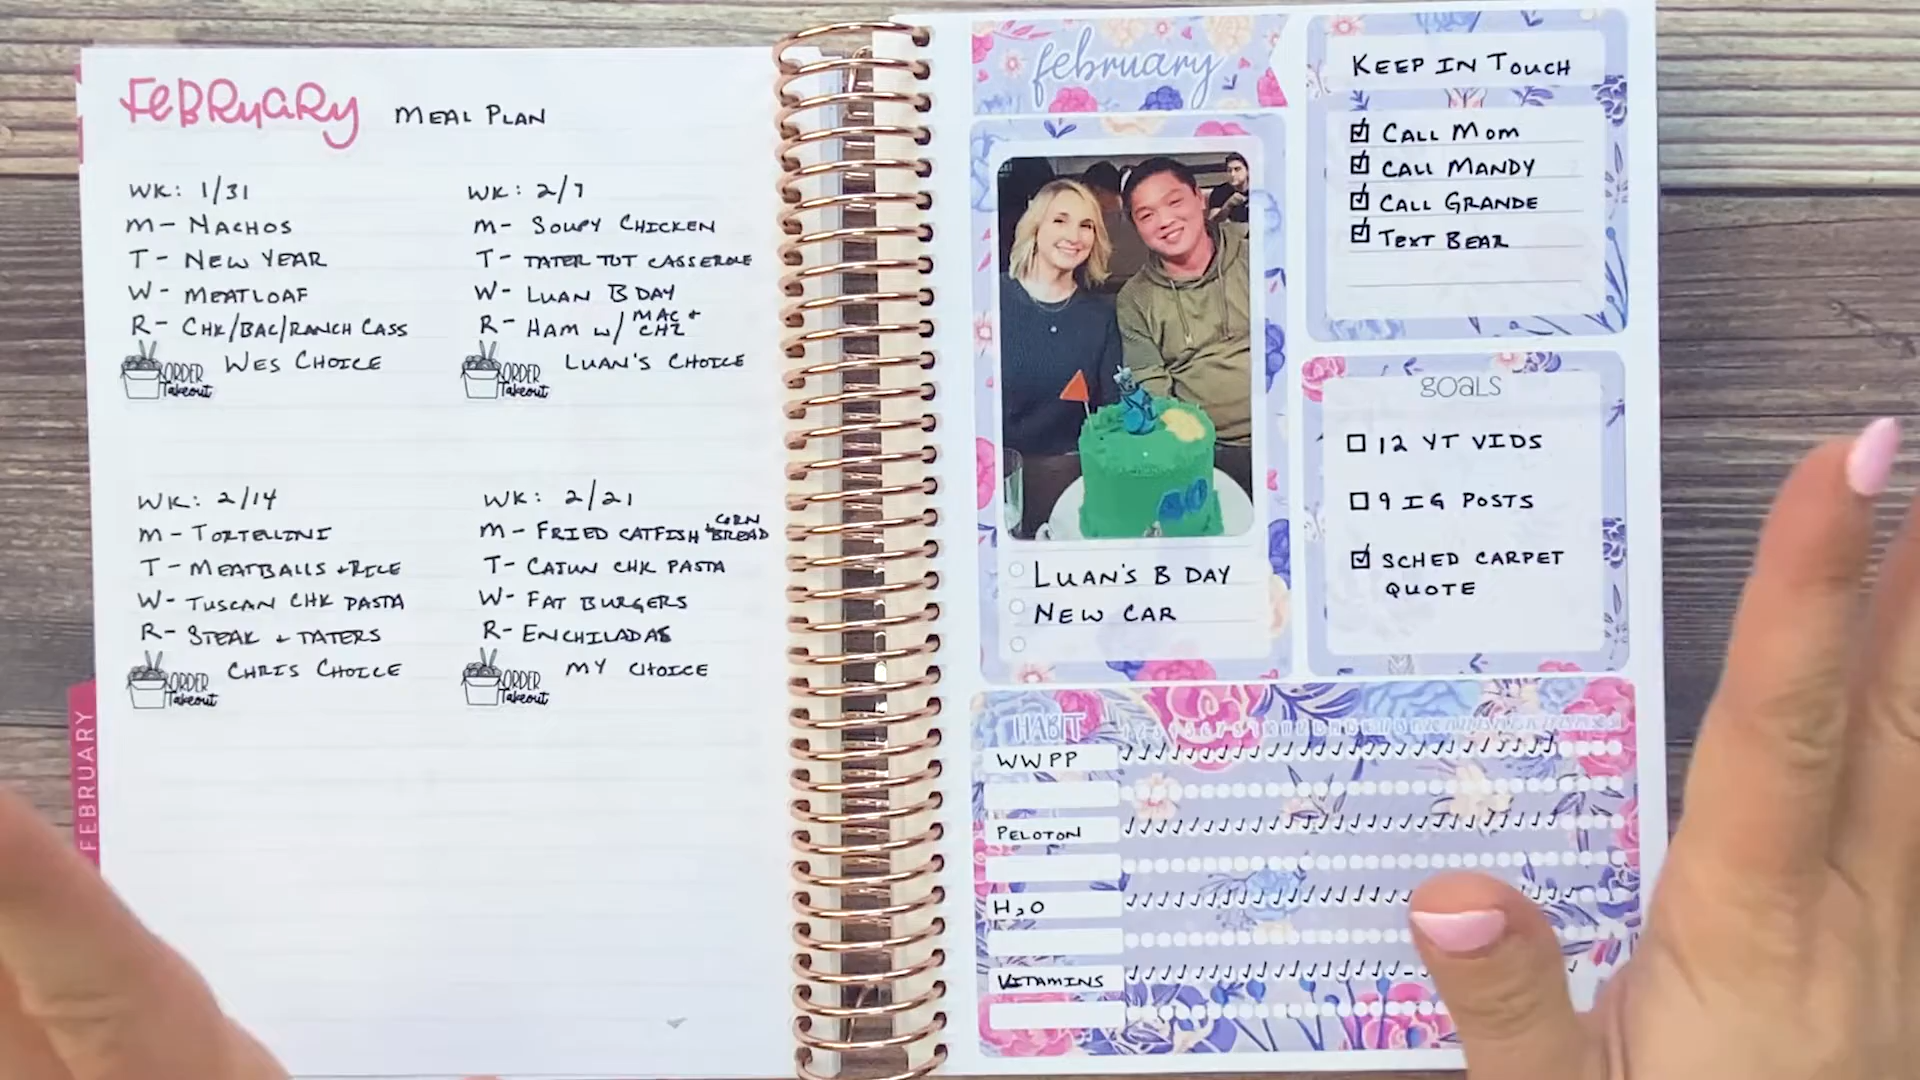 FEBRUARY MEAL PLAN
WK: 1/31
M- NACHOS
T- NEW YEAR
W- MEATLOAF
R- CHK/BAC/RANCH CASS
ORDER Takeout WES CHOICE
WK: 2/7
M- SOUPY CHICKEN
T- TATER TOT CASSEROLE
W- LUAN B DAY
R- HAM W/ MAC + CHZ
ORDER Takeout LUAN'S CHOICE
WK: 2/14
M- TORTELLINI
T- MEATBALLS + RICE
W- TUSCAN CHK PASTA
R- STEAK + TATERS
ORDER Takeout CHRIS CHOICE
WK: 2/21
M- FRIED CATFISH + CORN BREAD
T- CAJUN CHK PASTA
W- FAT BURGERS
R- ENCHILADAS
ORDER Takeout MY CHOICE
FEBRUARY
february
LUAN'S B DAY
NEW CAR
KEEP IN TOUCH
CALL MOM
CALL MANDY
CALL GRANDE
TEXT BEAR
goals
12 YT VIDS
9 IG POSTS
SCHED CARPET
QUOTE
HABIT
WWPP
PELOTON
H2O
VITAMINS